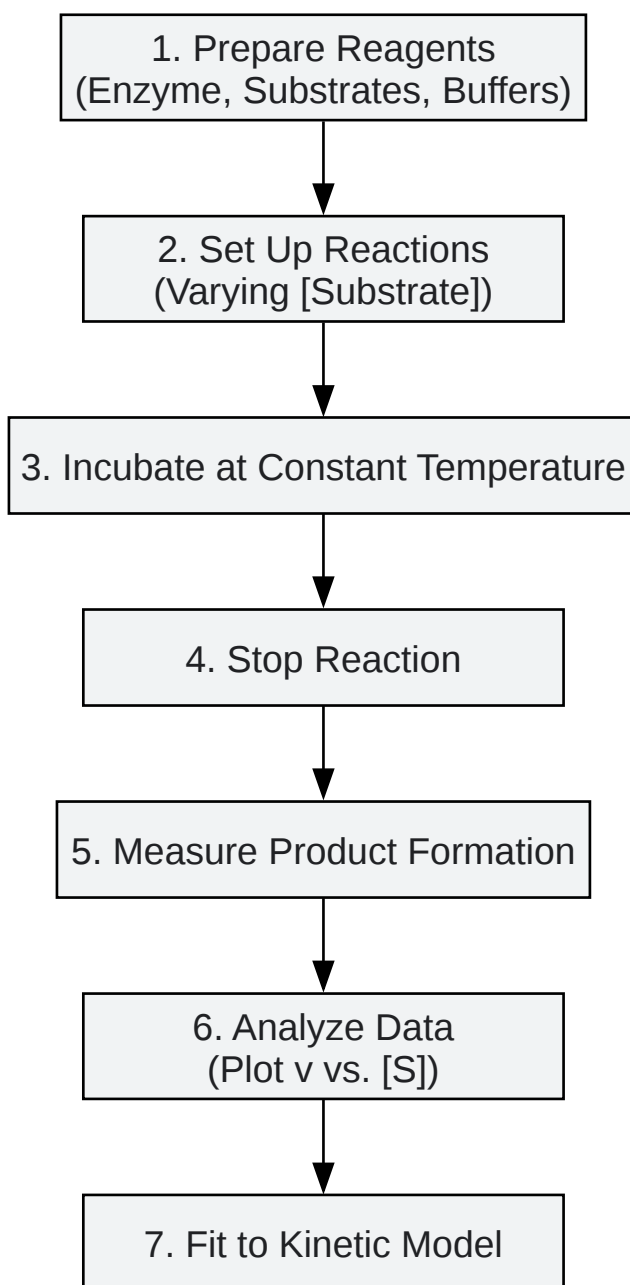 1. Prepare Reagents
(Enzyme, Substrates, Buffers)
2. Set Up Reactions
(Varying [Substrate])
3. Incubate at Constant Temperature
4. Stop Reaction
5. Measure Product Formation
6. Analyze Data
(Plot v vs. [S])
7. Fit to Kinetic Model